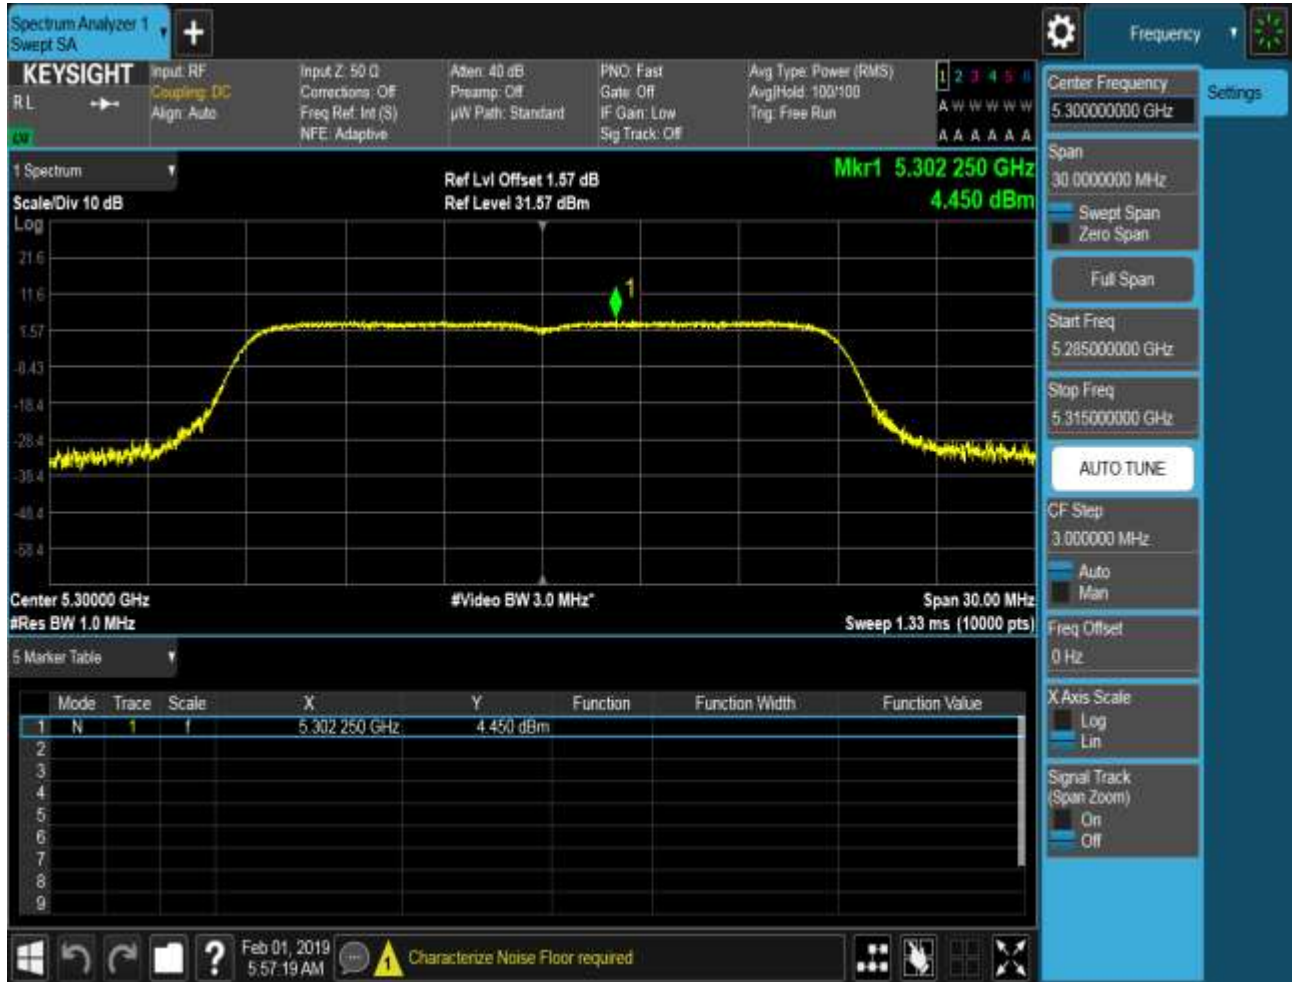 Spectrum Analyzer 1
Swept SA
Frequency
KEYSIGHT
RL
Input: RF
Coupling: DC
Align: Auto
Input Z: 50 Ω
Corrections: Off
Freq Ref: Int (S)
NFE: Adaptive
Atten: 40 dB
Preamp: Off
µW Path: Standard
PNO: Fast
Gate: Off
IF Gain: Low
Sig Track: Off
Avg Type: Power (RMS)
Avg|Hold: 100/100
Trig: Free Run
1 2 3 4 5 6
A W W W W W
A A A A A A
1 Spectrum
Scale/Div 10 dB
Ref Lvl Offset 1.57 dB
Ref Level 31.57 dBm
Mkr1 5.302 250 GHz
4.450 dBm
Log
21.6
11.6
1.57
-8.43
-18.4
-28.4
-38.4
-48.4
-58.4
1
Center 5.30000 GHz
#Res BW 1.0 MHz
#Video BW 3.0 MHz*
Span 30.00 MHz
Sweep 1.33 ms (10000 pts)
5 Marker Table
Mode Trace Scale X Y Function Function Width Function Value
1 N 1 f 5.302 250 GHz 4.450 dBm
2
3
4
5
6
7
8
9
Center Frequency
5.300000000 GHz
Settings
Span
30.0000000 MHz
Swept Span
Zero Span
Full Span
Start Freq
5.285000000 GHz
Stop Freq
5.315000000 GHz
AUTO TUNE
CF Step
3.000000 MHz
Auto
Man
Freq Offset
0 Hz
X Axis Scale
Log
Lin
Signal Track
(Span Zoom)
On
Off
?
Feb 01, 2019
5:57:19 AM
1
Characterize Noise Floor required